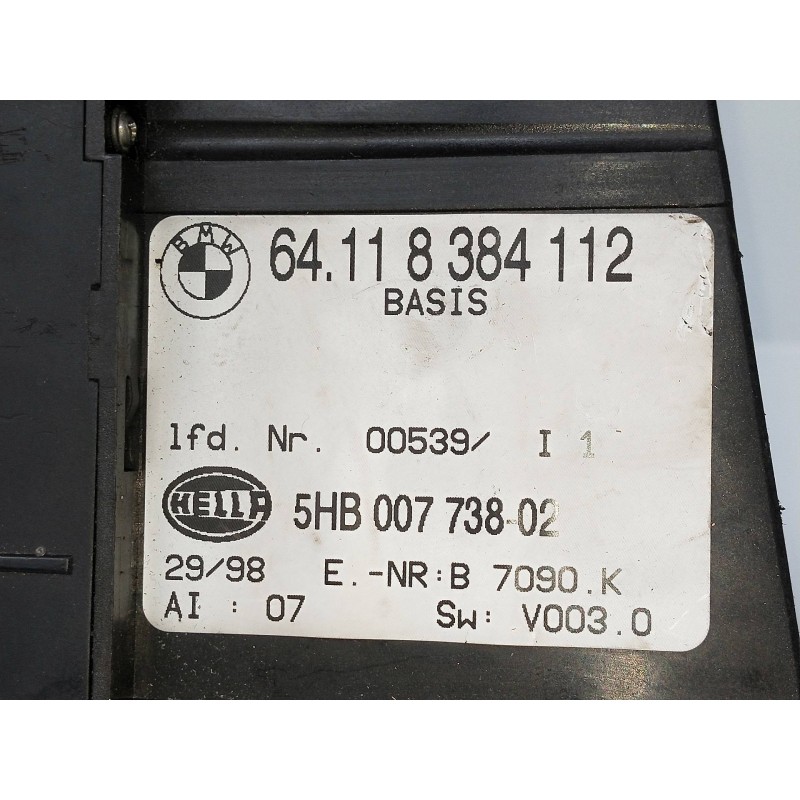 BMW
64.11 8 384 112
BASIS
lfd. Nr. 00539/ I 1
HELLA
5HB 007 738-02
29/98 E.-NR:B 7090.K
AI : 07 Sw: V003.0